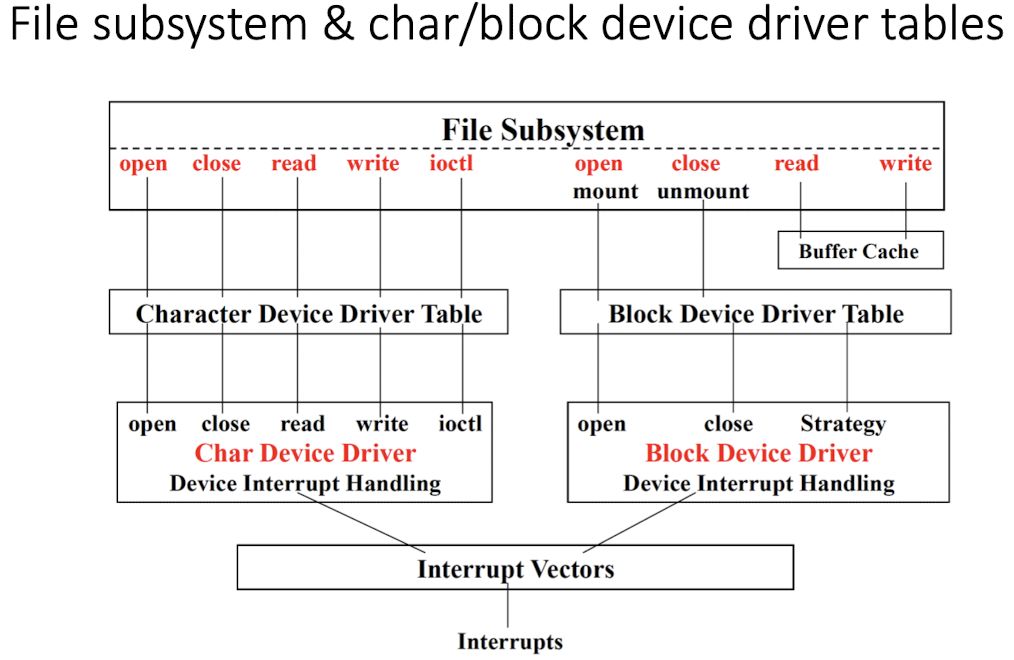 File subsystem & char/block device driver tables
File Subsystem
open close read write ioctl open close read write
mount unmount
Buffer Cache
Character Device Driver Table Block Device Driver Table
open close read write ioctl open close Strategy
Char Device Driver Block Device Driver
Device Interrupt Handling Device Interrupt Handling
Interrupt Vectors
Interrupts